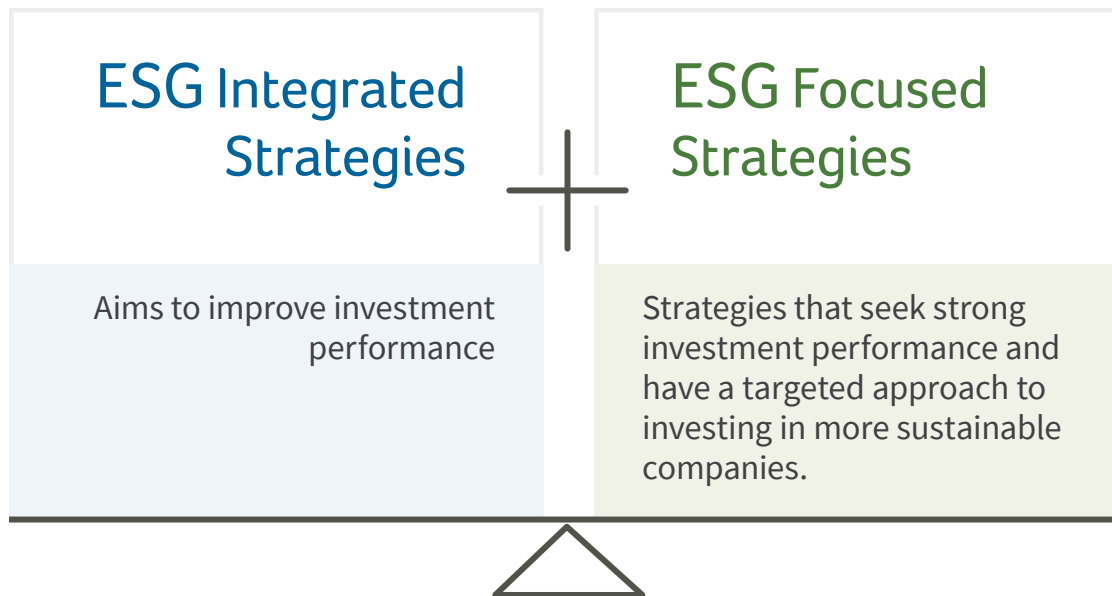 ESG Integrated
Strategies
ESG Focused
Strategies
Aims to improve investment
performance
Strategies that seek strong
investment performance and
have a targeted approach to
investing in more sustainable
companies.